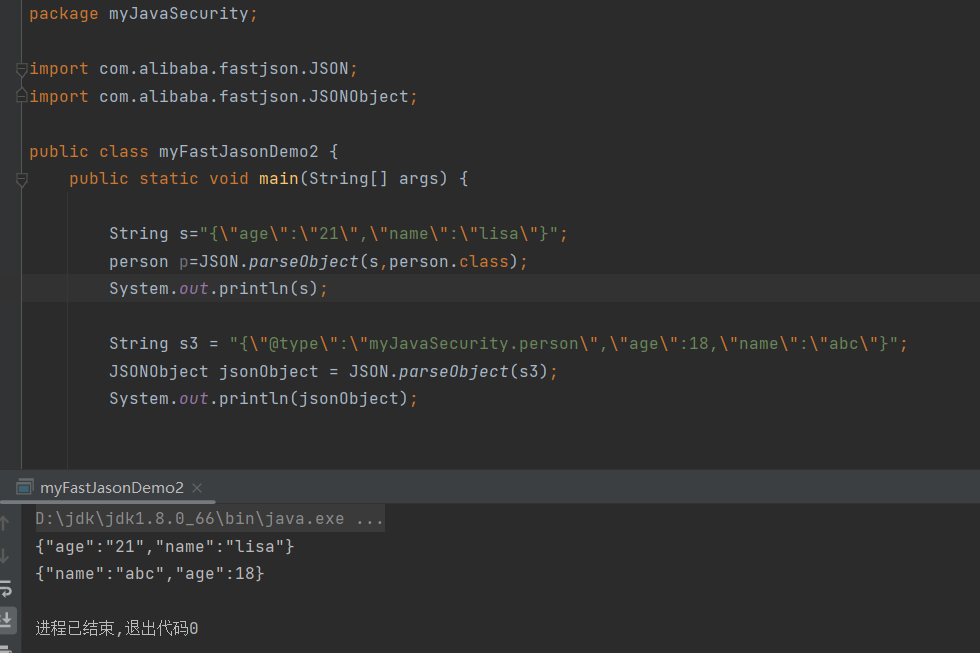 package myJavaSecurity;
import com.alibaba.fastjson.JSON;
import com.alibaba.fastjson.JSONObject;
public class myFastJasonDemo2 {
public static void main(String[] args) {
String s="{\"age\":\"21\",\"name\":\"lisa\"}";
person p=JSON.parseObject(s,person.class);
System.out.println(s);
String s3 = "{\"@type\":\"myJavaSecurity.person\",\"age\":18,\"name\":\"abc\"}";
JSONObject jsonObject = JSON.parseObject(s3);
System.out.println(jsonObject);
myFastJasonDemo2 ×
D:\jdk\jdk1.8.0_66\bin\java.exe ...
{"age":"21","name":"lisa"}
{"name":"abc","age":18}
进程已结束,退出代码0